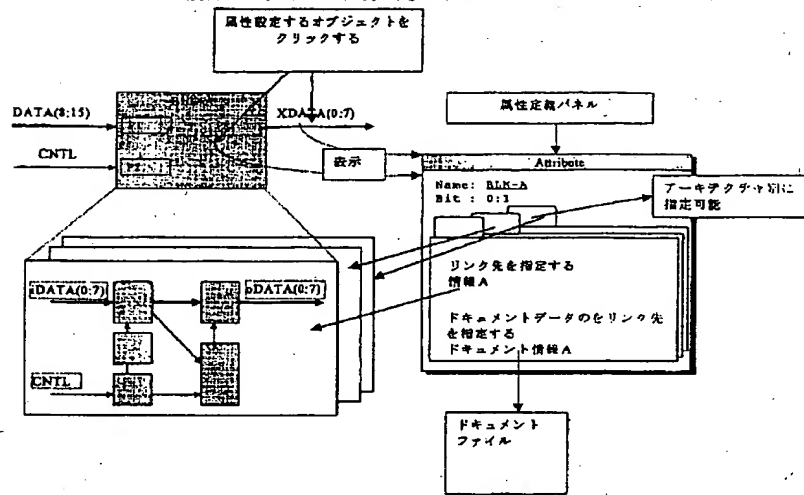 属性設定するオブジェクトを
クリックする
DATA(8:15)
XDATA(0:7)
CNTL
表示
属性定義パネル
Attribute
Name: BLK-A
Bit : 0:3
アーキテクチャ別に
指定可能
リンク先を指定する
情報A
ドキュメントデータのをリンク先
を指定する
ドキュメント情報A
iDATA(0:7)
oDATA(0:7)
CNTL
ドキュメント
ファイル